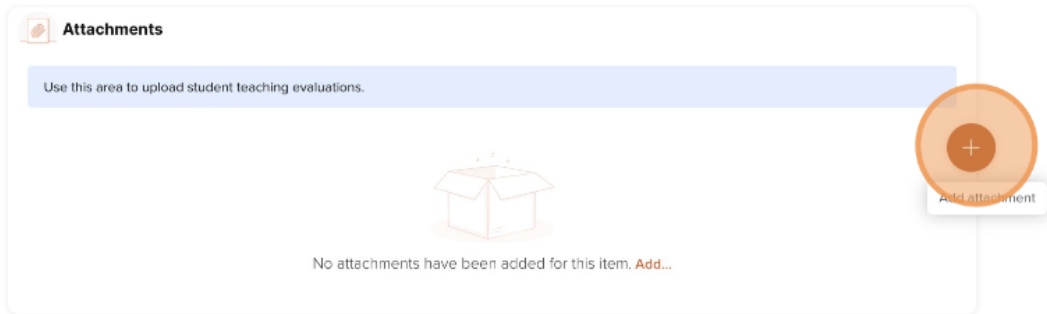 Attachments
Use this area to upload student teaching evaluations.
Add attachment
No attachments have been added for this item. Add...